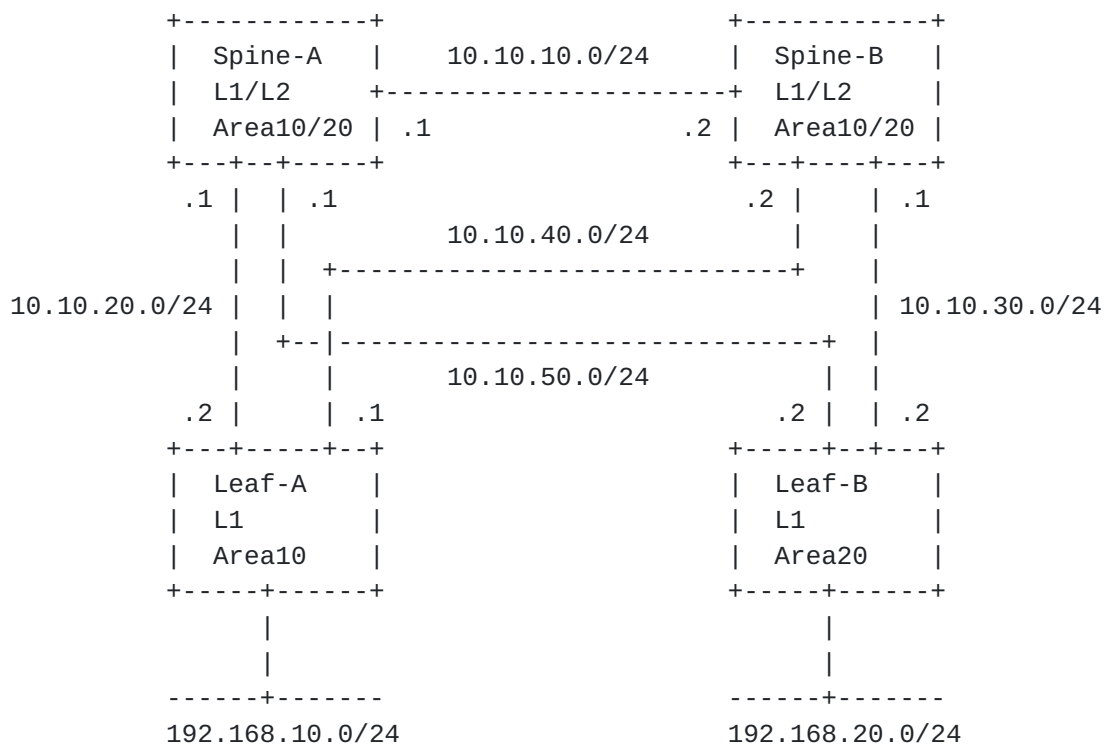 Spine-A 10.10.10.0/24 Spine-B
L1/L2 L1/L2
Area10/20 .1 .2 Area10/20
.1 .1 .2 .1
10.10.40.0/24
10.10.20.0/24 10.10.30.0/24
10.10.50.0/24
.2 .1 .2 .2
Leaf-A Leaf-B
L1 L1
Area10 Area20
192.168.10.0/24 192.168.20.0/24